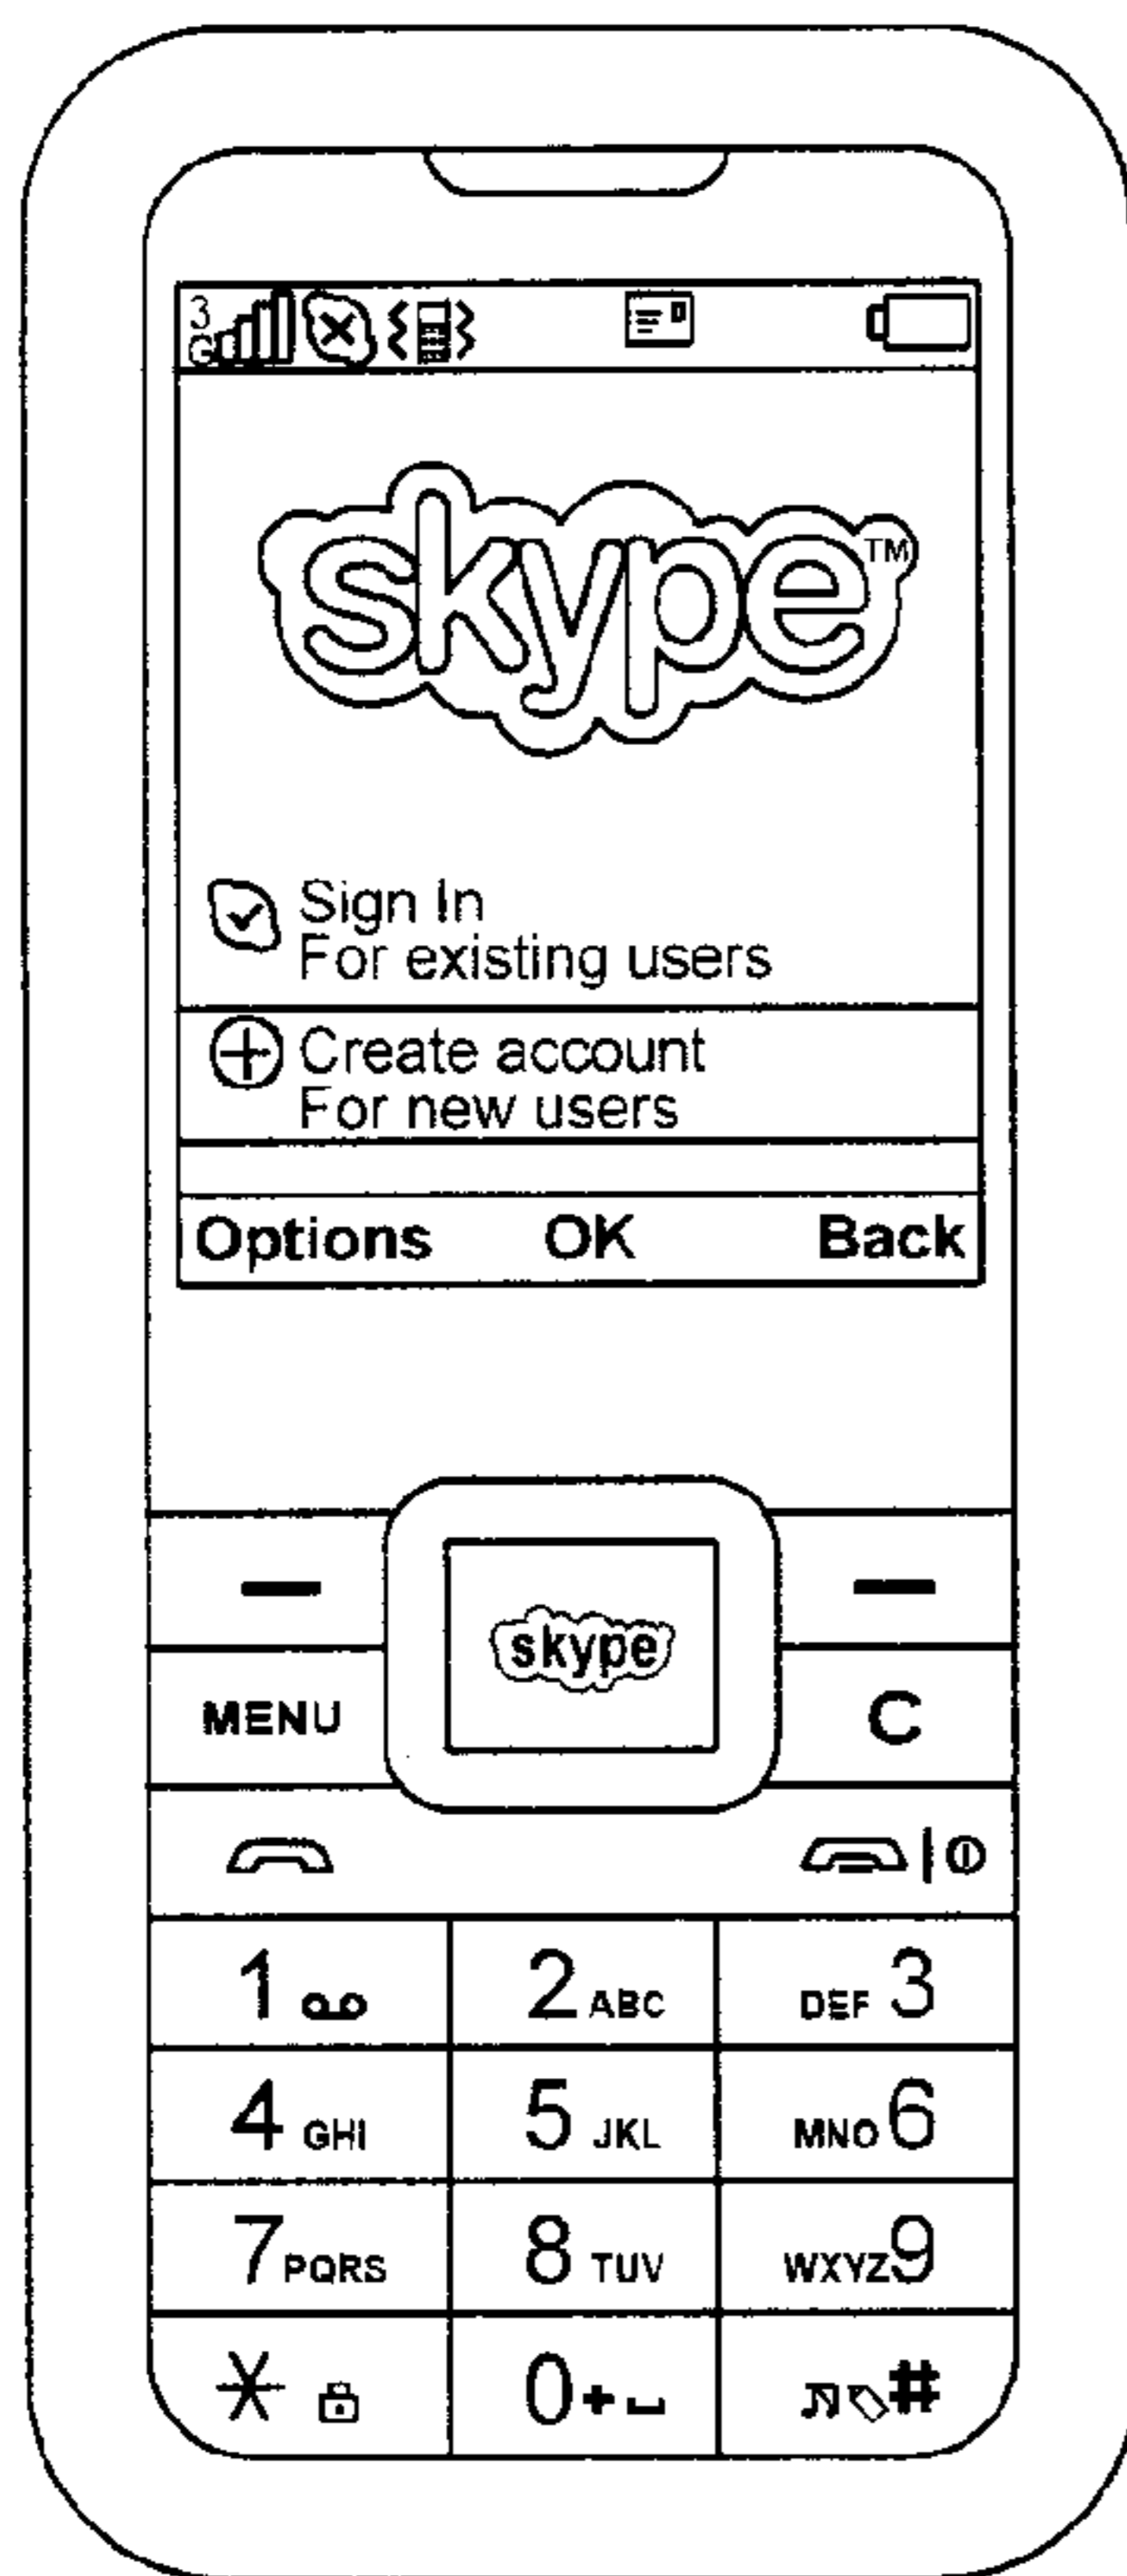 3G
skype™
Sign In
For existing users
Create account
For new users
Options OK Back
skype
MENU C
1 2 ABC DEF 3
4 GHI 5 JKL MNO 6
7 PQRS 8 TUV WXYZ 9
* 0 + #